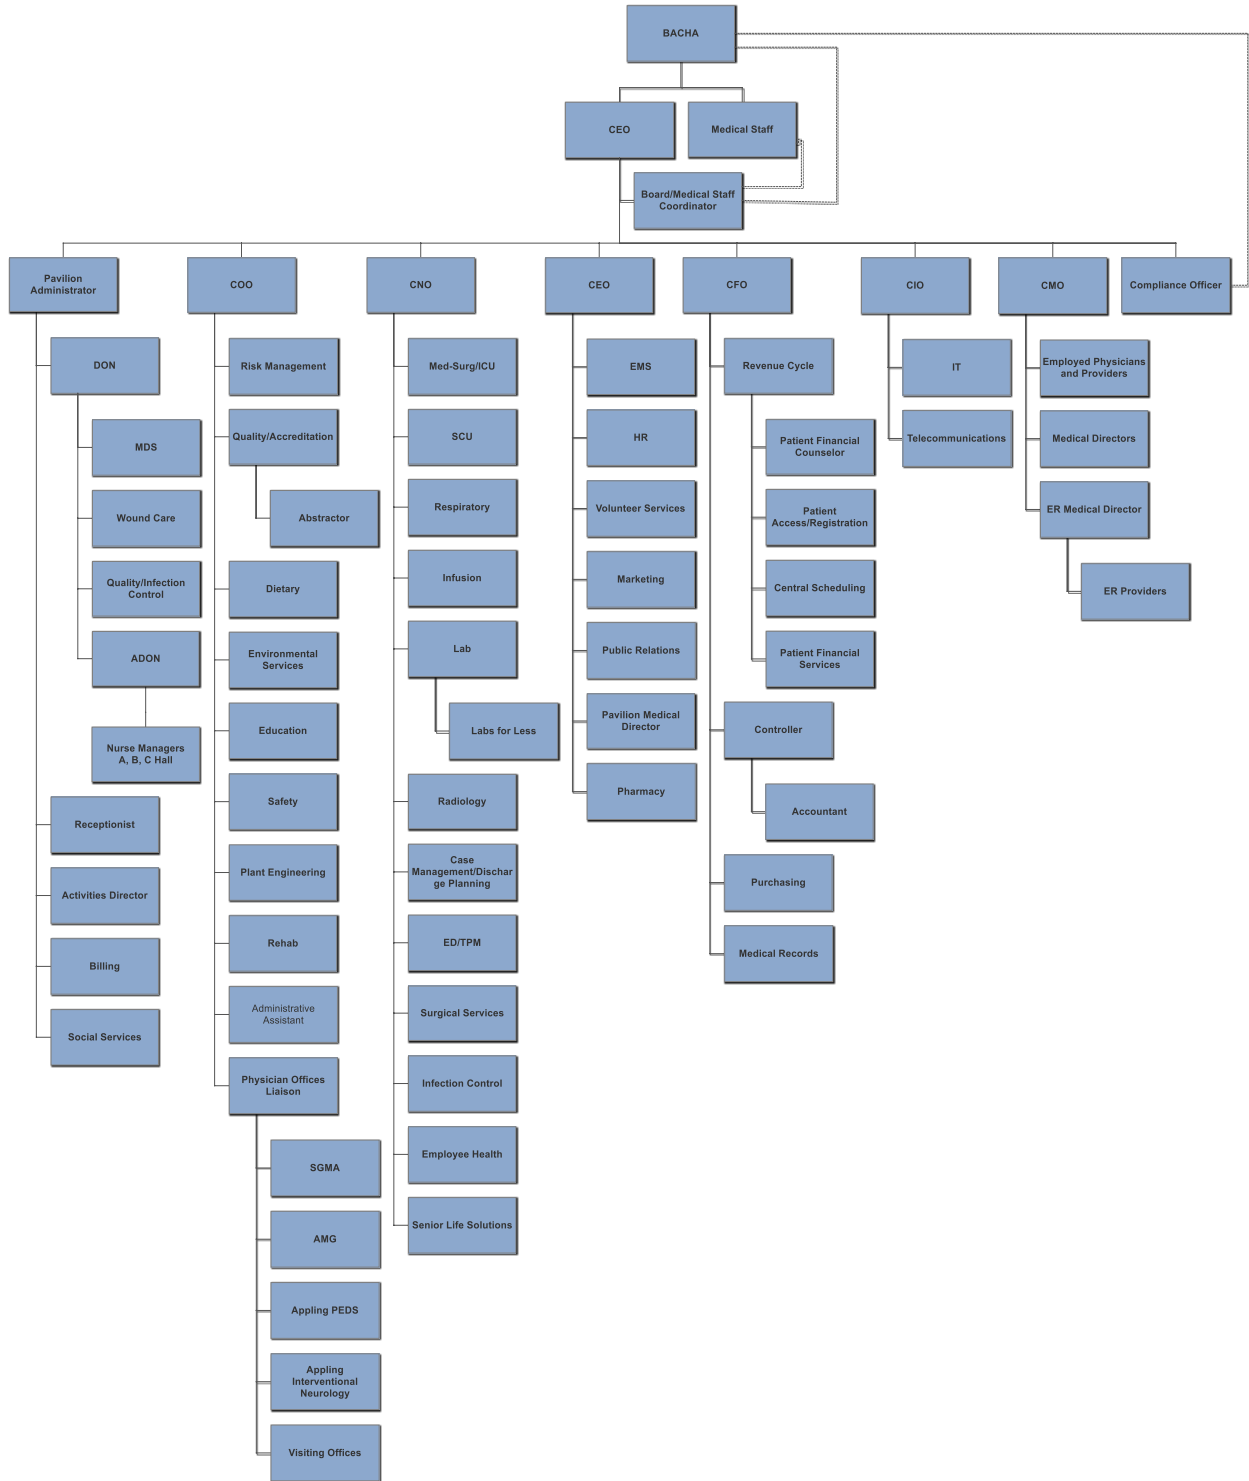 BACHA
CEO
Medical Staff
Board/Medical Staff
Coordinator
Pavilion
Administrator
COO
CNO
CEO
CFO
CIO
CMO
Compliance Officer
DON
MDS
Wound Care
Quality/Infection
Control
ADON
Nurse Managers
A, B, C Hall
Receptionist
Activities Director
Billing
Social Services
Risk Management
Quality/Accreditation
Abstractor
Dietary
Environmental
Services
Education
Safety
Plant Engineering
Rehab
Administrative
Assistant
Physician Offices
Liaison
SGMA
AMG
Appling PEDS
Appling
Interventional
Neurology
Visiting Offices
Med-Surg/ICU
SCU
Respiratory
Infusion
Lab
Labs for Less
Radiology
Case
Management/Dischar
ge Planning
ED/TPM
Surgical Services
Infection Control
Employee Health
Senior Life Solutions
EMS
HR
Volunteer Services
Marketing
Public Relations
Pavilion Medical
Director
Pharmacy
Revenue Cycle
Patient Financial
Counselor
Patient
Access/Registration
Central Scheduling
Patient Financial
Services
Controller
Accountant
Purchasing
Medical Records
IT
Telecommunications
Employed Physicians
and Providers
Medical Directors
ER Medical Director
ER Providers